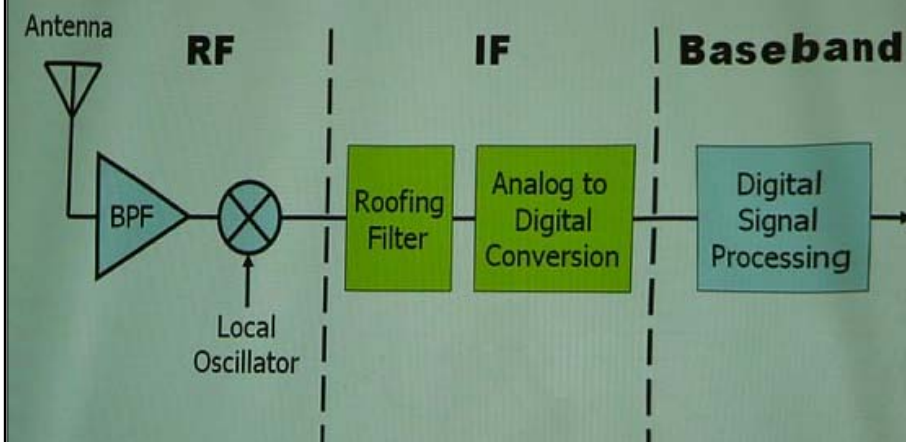 Antenna
RF
IF
Baseband
BPF
Roofing
Filter
Analog to
Digital
Conversion
Digital
Signal
Processing
Local
Oscillator